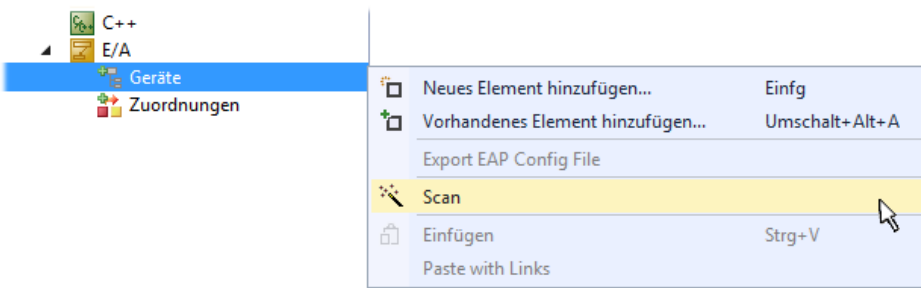 C++
E/A
Geräte
Zuordnungen
Neues Element hinzufügen... Einfg
Vorhandenes Element hinzufügen... Umschalt+Alt+A
Export EAP Config File
Scan
Einfügen Strg+V
Paste with Links